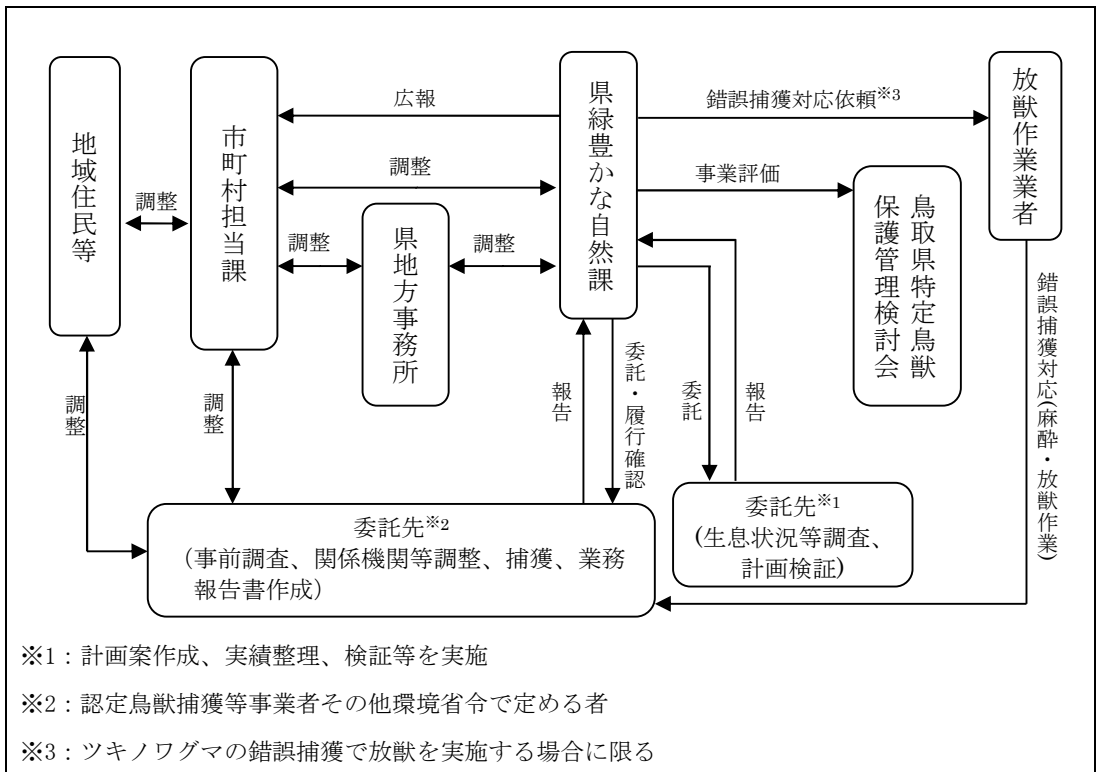 地域住民等
調整
市町村担当課
広報
調整
調整
県地方事務所
調整
県緑豊かな自然課
錯誤捕獲対応依頼※3
事業評価
放獣作業業者
鳥取県特定鳥獣
保護管理検討会
調整
調整
報告
委託・履行確認
委託
報告
錯誤捕獲対応(麻酔・放獣作業)
委託先※2
(事前調査、関係機関等調整、捕獲、業務
報告書作成)
委託先※1
(生息状況等調査、
計画検証)
※1：計画案作成、実績整理、検証等を実施
※2：認定鳥獣捕獲等事業者その他環境省令で定める者
※3：ツキノワグマの錯誤捕獲で放獣を実施する場合に限る